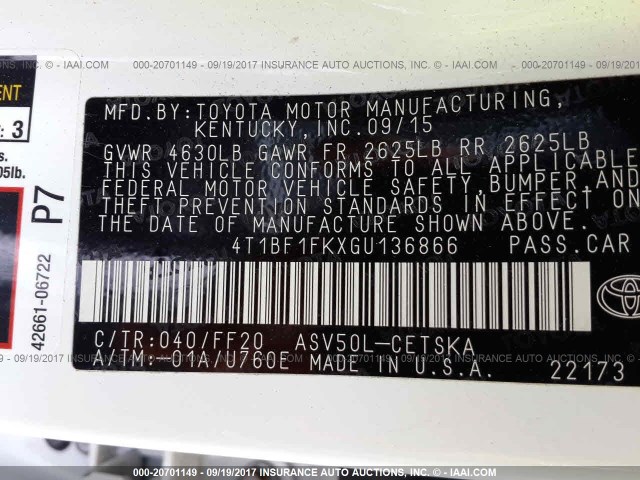 000-20701149 - 09/19/2017 INSURANCE AUTO AUCTIONS, INC. - © IAAI.COM
MENT
: 3
s.
05lb.
P7
42661-06722
MFD.BY:TOYOTA MOTOR MANUFACTURING,
KENTUCKY,INC.09/15
GVWR 4630LB GAWR FR 2625LB RR 2625LB
THIS VEHICLE CONFORMS TO ALL APPLICABLE
FEDERAL MOTOR VEHICLE SAFETY,BUMPER,AND
THEFT PREVENTION STANDARDS IN EFFECT ON
THE DATE OF MANUFACTURE SHOWN ABOVE.
4T1BF1FKXGU136866 PASS.CAR
C/TR:040/FF20 ASV50L-CETSKA
A/TM:-01A/U760E MADE IN U.S.A.
22173
TOYOTA
000-20701149 - 09/19/2017 INSURANCE AUTO AUCTIONS, INC. - © IAAI.COM